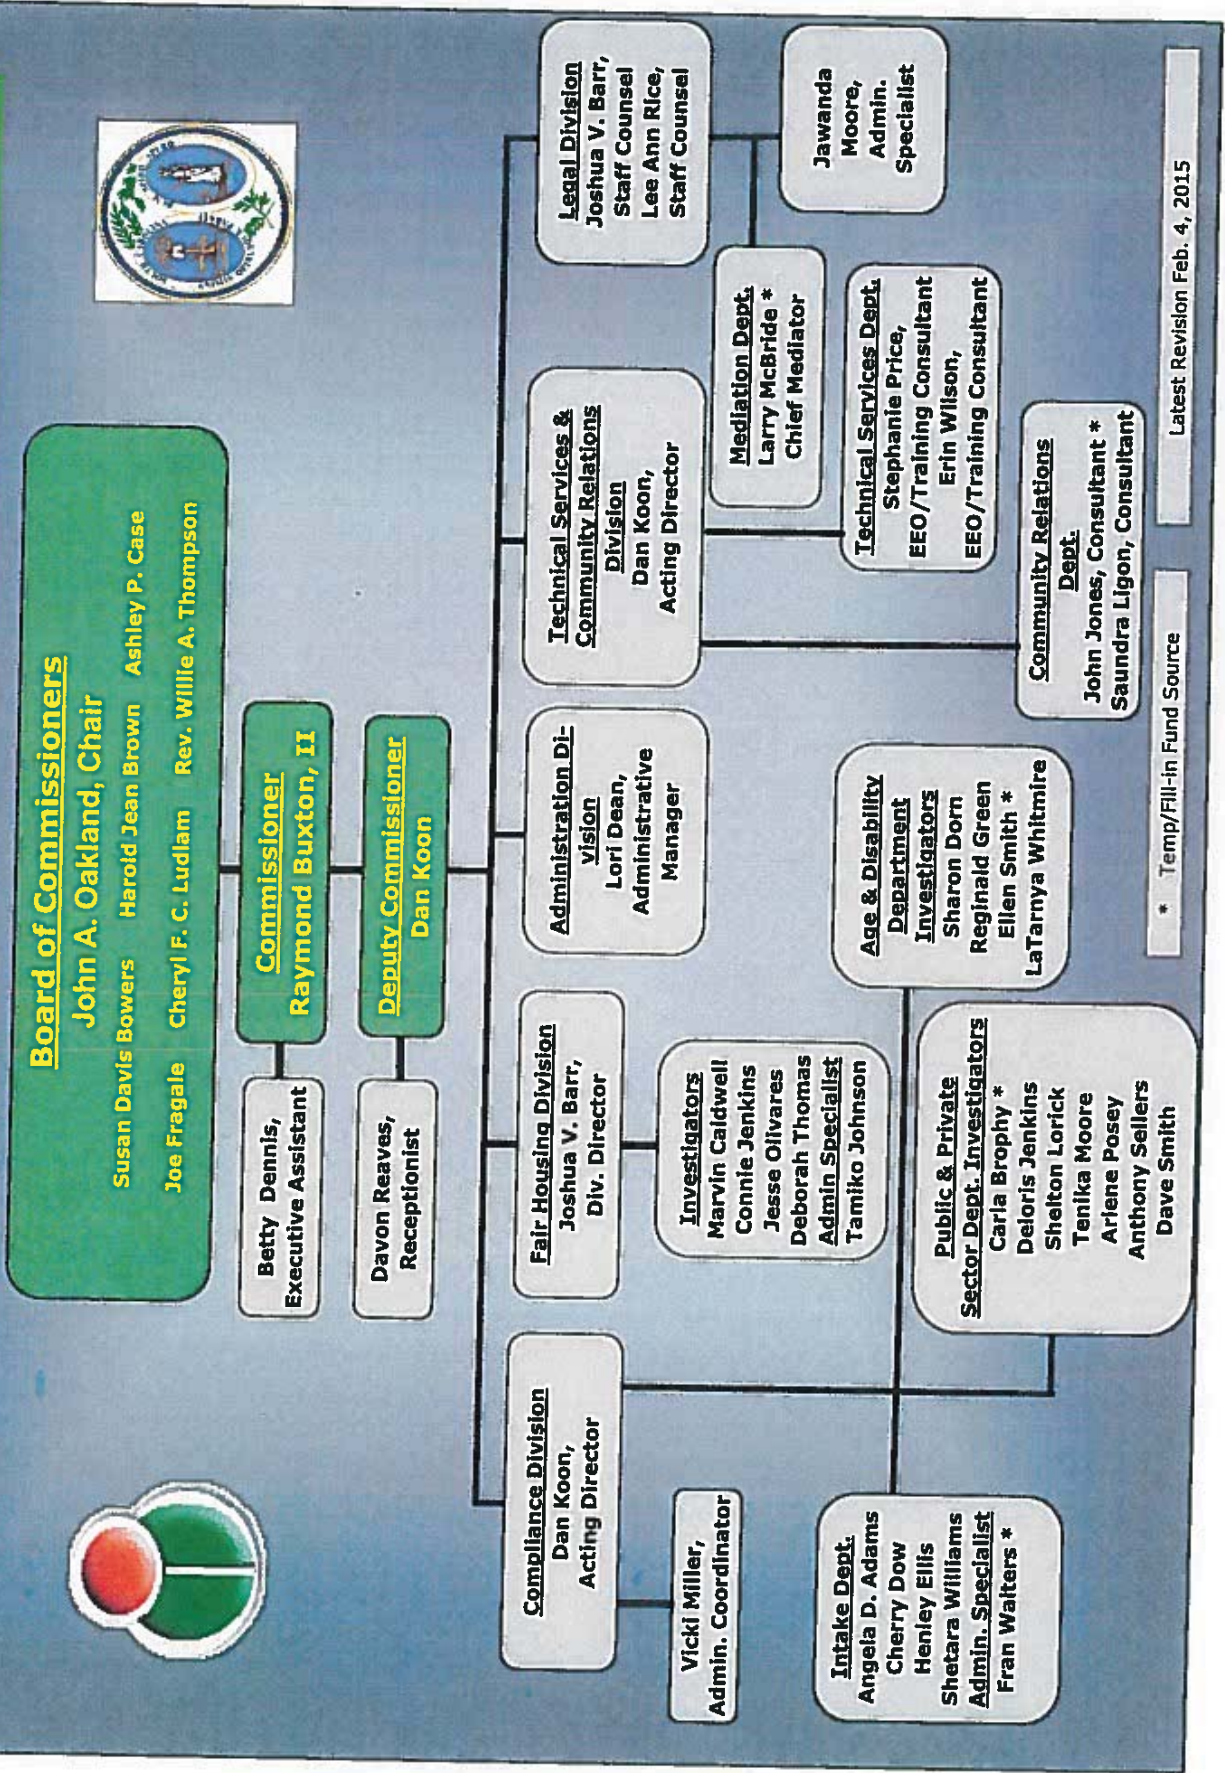 Board of Commissioners
John A. Oakland, Chair
Susan Davis Bowers Harold Jean Brown Ashley P. Case
Joe Fragale Cheryl F. C. Ludlam Rev. Willie A. Thompson
Commissioner
Raymond Buxton, II
Betty Dennis,
Executive Assistant
Deputy Commissioner
Dan Koon
Davon Reaves,
Receptionist
Compliance Division
Dan Koon,
Acting Director
Fair Housing Division
Joshua V. Barr,
Div. Director
Administration Di-
vision
Lori Dean,
Administrative
Manager
Technical Services &
Community Relations
Division
Dan Koon,
Acting Director
Legal Division
Joshua V. Barr,
Staff Counsel
Lee Ann Rice,
Staff Counsel
Vicki Miller,
Admin. Coordinator
Investigators
Marvin Caldwell
Connie Jenkins
Jesse Olivares
Deborah Thomas
Admin Specialist
Tamiko Johnson
Mediation Dept.
Larry McBride *
Chief Mediator
Jawanda
Moore,
Admin.
Specialist
Intake Dept.
Angela D. Adams
Cherry Dow
Henley Ellis
Shetara Williams
Admin. Specialist
Fran Walters *
Age & Disability
Department
Investigators
Sharon Dorn
Reginald Green
Ellen Smith *
LaTarnya Whitmire
Technical Services Dept.
Stephanie Price,
EEO/Training Consultant
Erin Wilson,
EEO/Training Consultant
Public & Private
Sector Dept. Investigators
Carla Brophy *
Deloris Jenkins
Shelton Lorick
Tenika Moore
Arlene Posey
Anthony Sellers
Dave Smith
Community Relations
Dept.
John Jones, Consultant *
Saundra Ligon, Consultant
* Temp/Fill-in Fund Source
Latest Revision Feb. 4, 2015